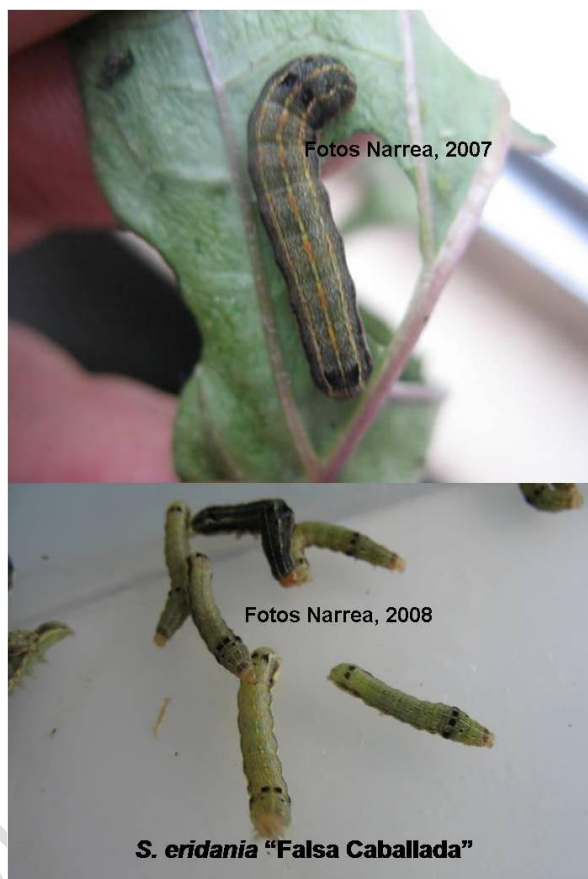 Fotos Narrea, 2007
Fotos Narrea, 2008
S. eridania “Falsa Caballada”